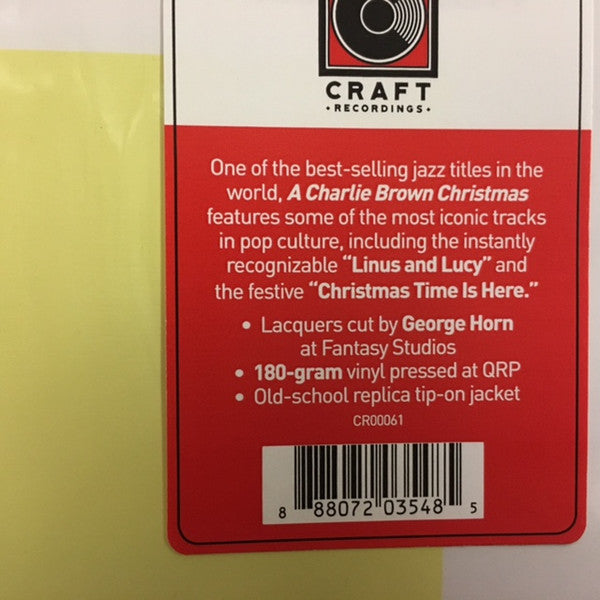 CRAFT
• RECORDINGS •
One of the best-selling jazz titles in the
world, A Charlie Brown Christmas
features some of the most iconic tracks
in pop culture, including the instantly
recognizable “Linus and Lucy” and
the festive “Christmas Time Is Here.”
• Lacquers cut by George Horn
at Fantasy Studios
• 180-gram vinyl pressed at QRP
• Old-school replica tip-on jacket
CR00061
8 88072 03548 5